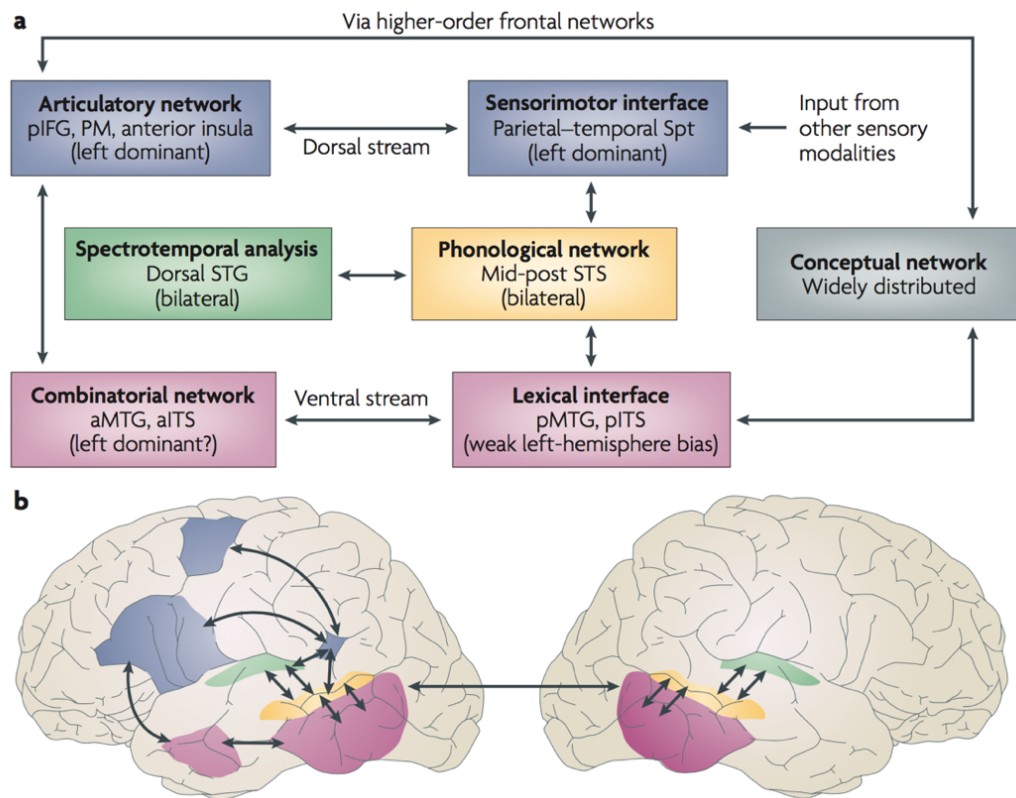 a
Via higher-order frontal networks
Articulatory network
pIFG, PM, anterior insula
(left dominant)
Dorsal stream
Sensorimotor interface
Parietal–temporal Spt
(left dominant)
Input from
other sensory
modalities
Spectrotemporal analysis
Dorsal STG
(bilateral)
Phonological network
Mid-post STS
(bilateral)
Conceptual network
Widely distributed
Combinatorial network
aMTG, aITS
(left dominant?)
Ventral stream
Lexical interface
pMTG, pITS
(weak left-hemisphere bias)
b